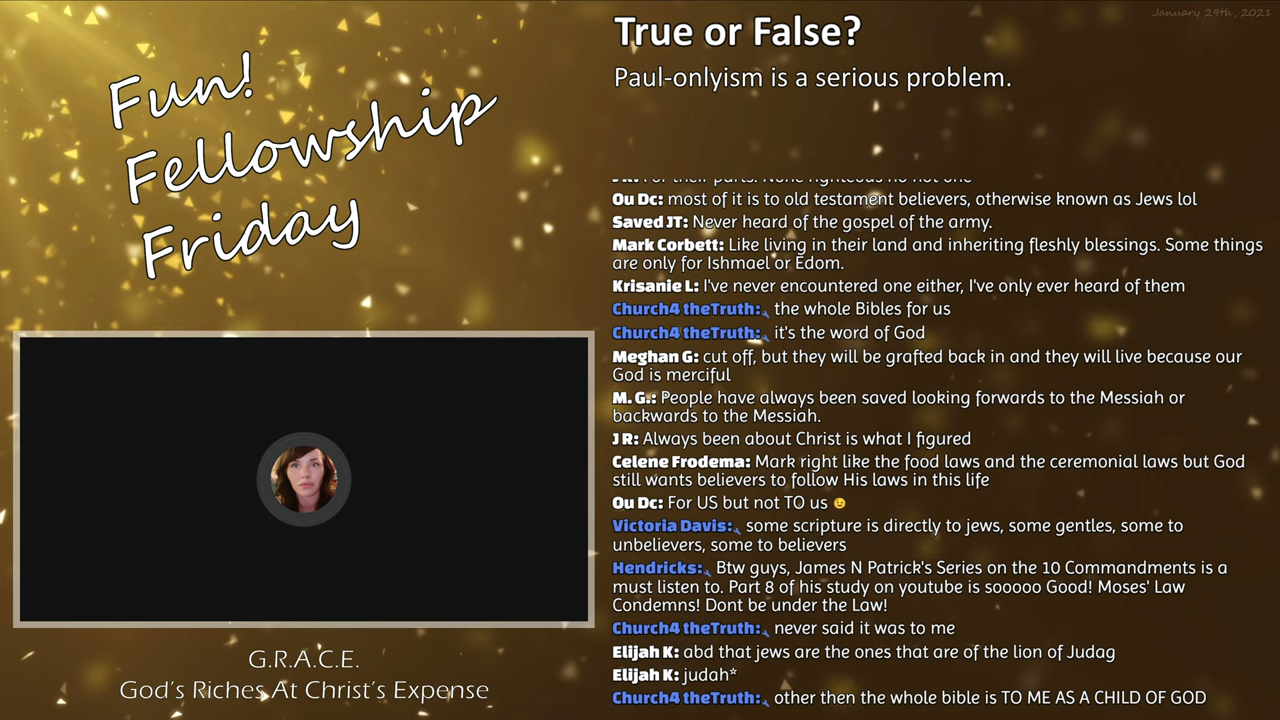 January 29th, 2021
Fun!
Fellowship
Friday
True or False?
Paul-onlyism is a serious problem.
J R: For their parts. None righteous no not one
Ou Dc: most of it is to old testament believers, otherwise known as Jews lol
Saved JT: Never heard of the gospel of the army.
Mark Corbett: Like living in their land and inheriting fleshly blessings. Some things
are only for Ishmael or Edom.
Krisanie L: I've never encountered one either, I've only ever heard of them
Church4 theTruth: the whole Bibles for us
Church4 theTruth: it's the word of God
Meghan G: cut off, but they will be grafted back in and they will live because our
God is merciful
M. G.: People have always been saved looking forwards to the Messiah or
backwards to the Messiah.
J R: Always been about Christ is what I figured
Celene Frodema: Mark right like the food laws and the ceremonial laws but God
still wants believers to follow His laws in this life
Ou Dc: For US but not TO us 😉
Victoria Davis: some scripture is directly to jews, some gentles, some to
unbelievers, some to believers
Hendricks: Btw guys, James N Patrick's Series on the 10 Commandments is a
must listen to. Part 8 of his study on youtube is sooooo Good! Moses' Law
Condemns! Dont be under the Law!
Church4 theTruth: never said it was to me
Elijah K: abd that jews are the ones that are of the lion of Judag
Elijah K: judah*
Church4 theTruth: other then the whole bible is TO ME AS A CHILD OF GOD
G.R.A.C.E.
God's Riches At Christ's Expense